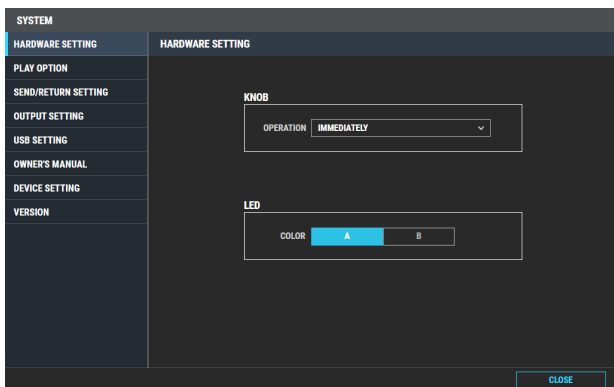 SYSTEM
HARDWARE SETTING
PLAY OPTION
SEND/RETURN SETTING
OUTPUT SETTING
USB SETTING
OWNER'S MANUAL
DEVICE SETTING
VERSION
HARDWARE SETTING
KNOB
OPERATION IMMEDIATELY
LED
COLOR A B
CLOSE